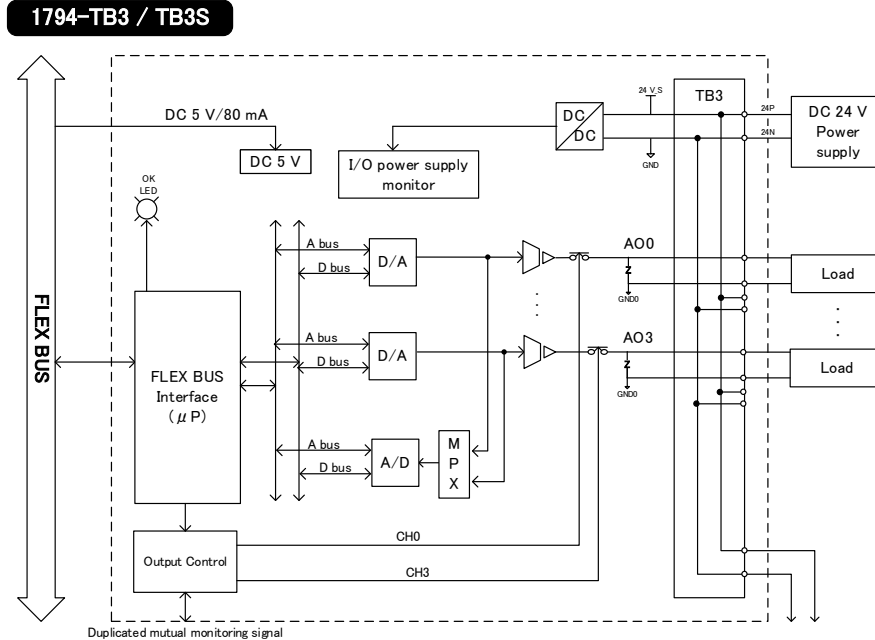 1794-TB3 / TB3S
DC 5 V/80 mA
DC 5 V
I/O power supply
monitor
DC
DC
24 V.S
GND
TB3
24P
24N
DC 24 V
Power
supply
OK
LED
FLEX BUS
FLEX BUS
Interface
(μP)
A bus
D bus
D/A
AO0
GND0
Load
A bus
D bus
D/A
AO3
GND0
Load
A bus
D bus
A/D
M
P
X
Output Control
CH0
CH3
Duplicated mutual monitoring signal